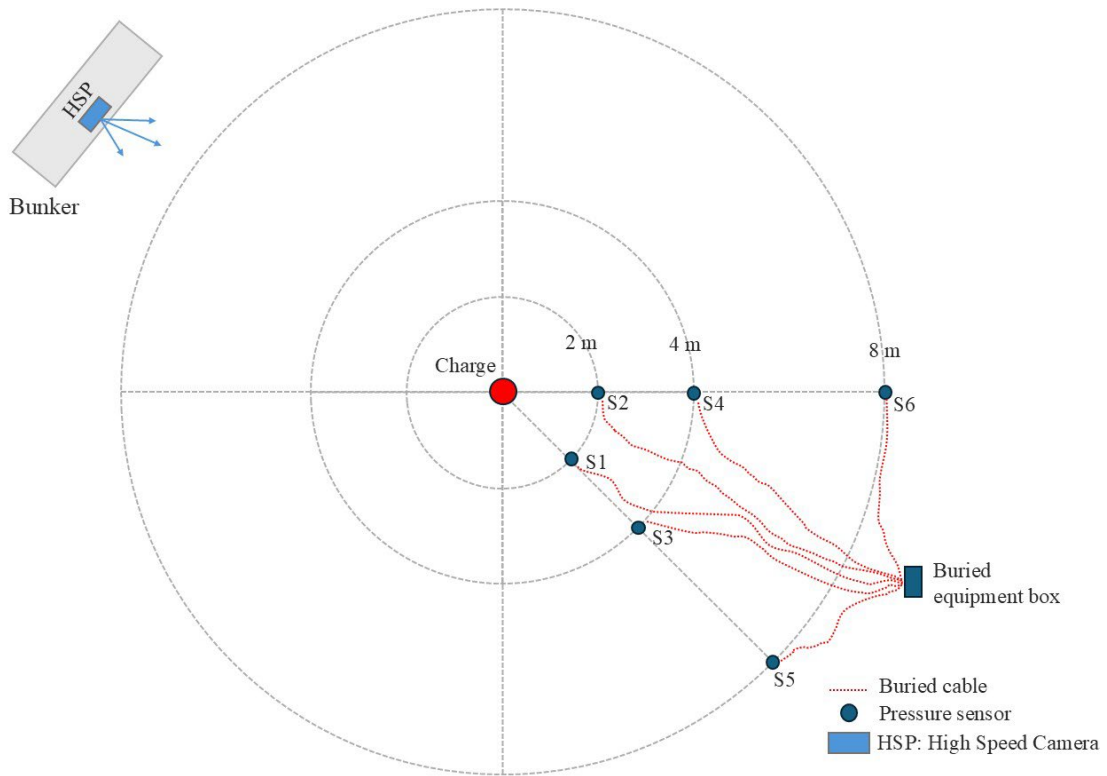 HSP
Bunker
2 m
4 m
8 m
Charge
S2
S4
S6
S1
S3
Buried
equipment box
S5
Buried cable
Pressure sensor
HSP: High Speed Camera